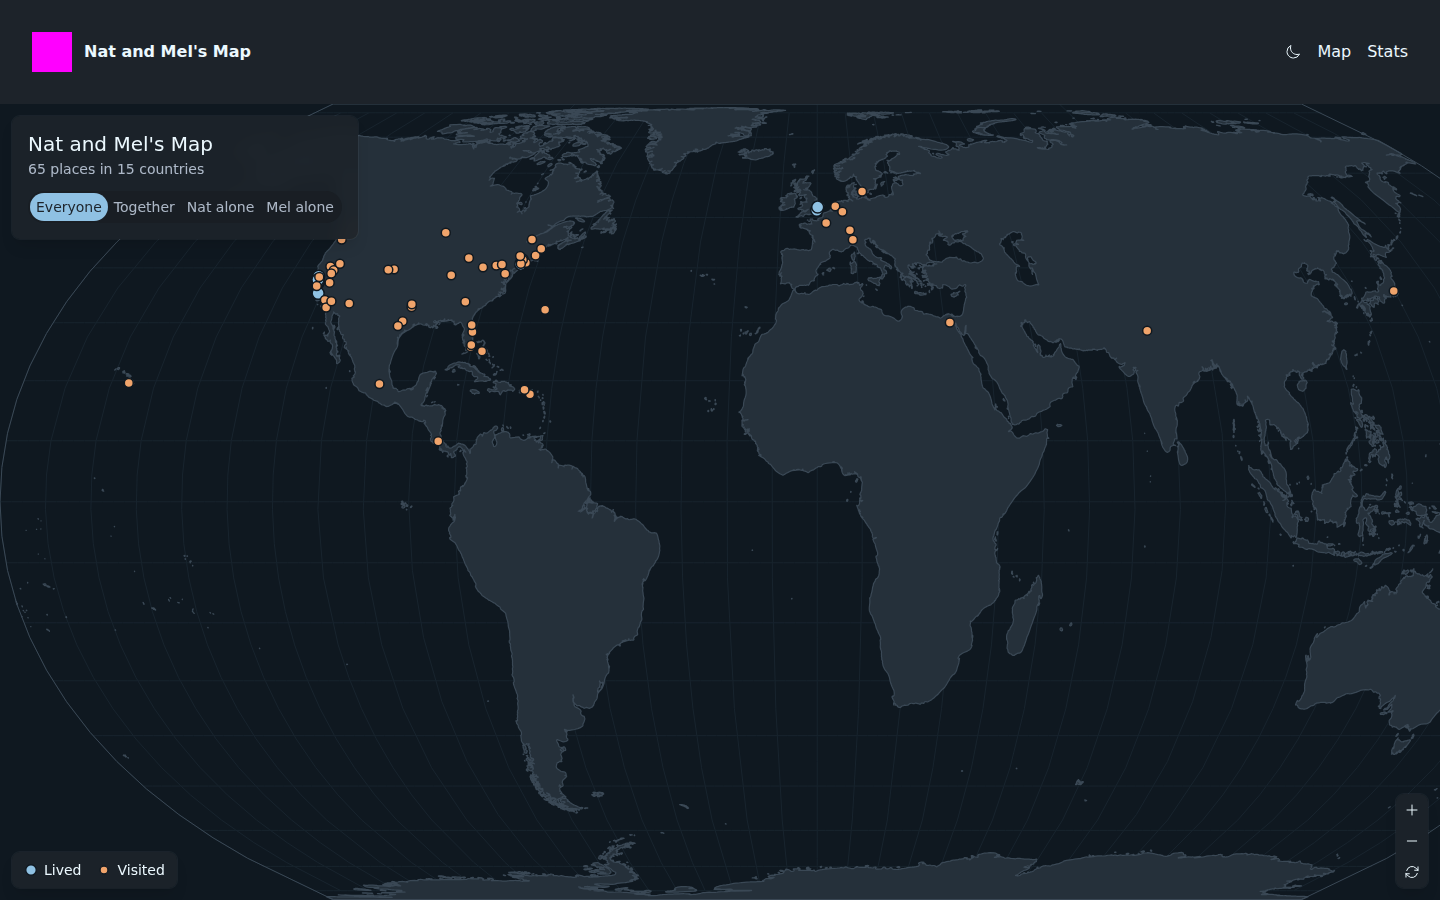 Nat and Mel's Map
Map
Stats
Nat and Mel's Map
65 places in 15 countries
Everyone
Together
Nat alone
Mel alone
Lived
Visited